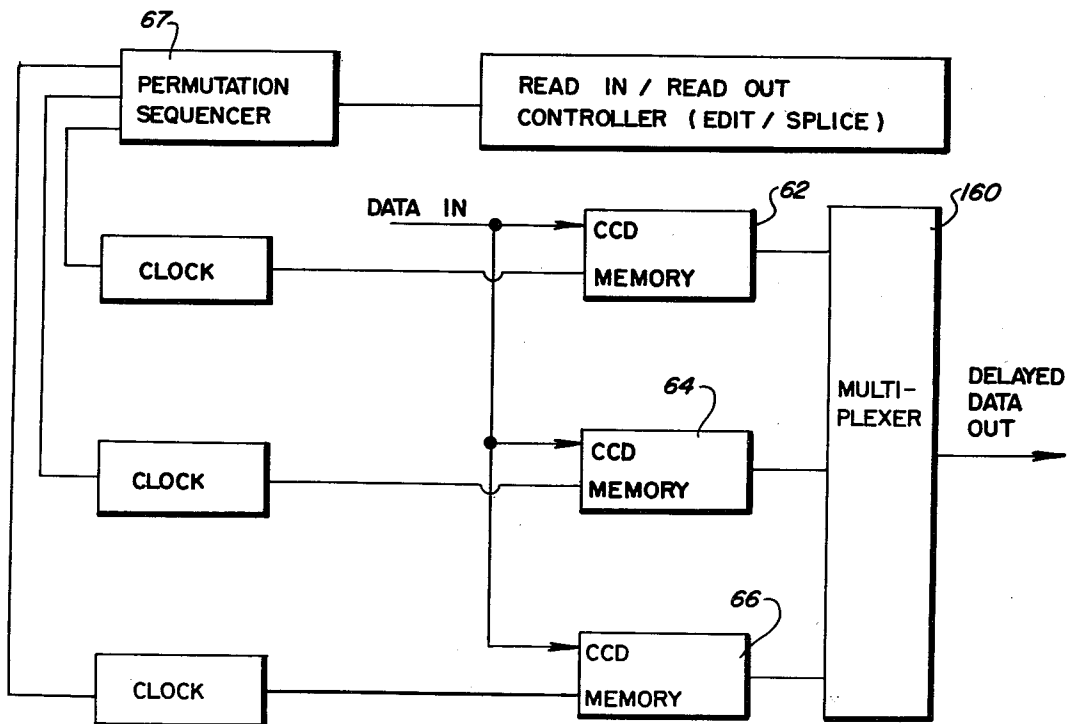 67
PERMUTATION
SEQUENCER
READ IN / READ OUT
CONTROLLER ( EDIT / SPLICE )
DATA IN
62
160
CCD
MEMORY
CLOCK
64
CCD
MEMORY
CLOCK
MULTI-
PLEXER
DELAYED
DATA
OUT
66
CCD
MEMORY
CLOCK